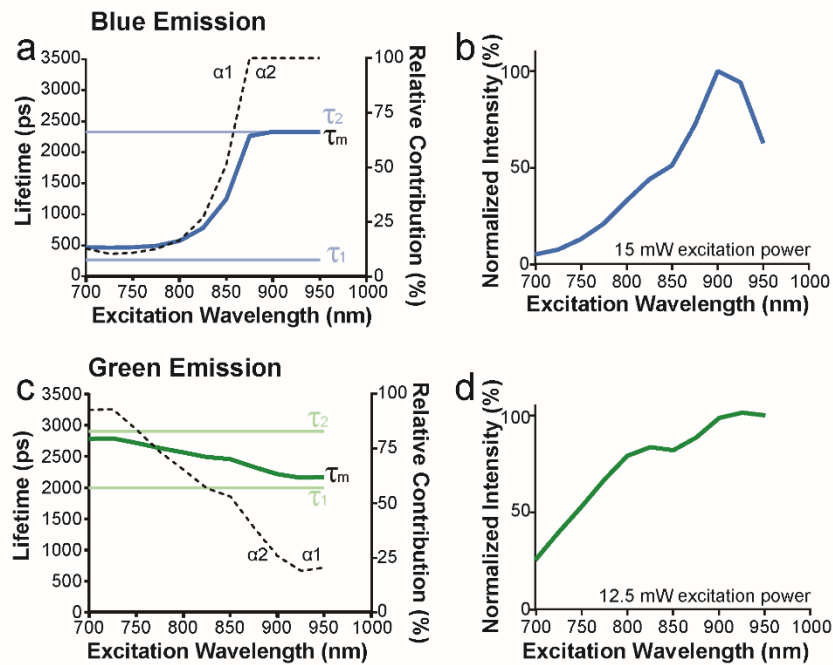 Blue Emission
a
3500
3000
2500
2000
1500
1000
500
0
Lifetime (ps)
α1
α2
τ2
τm
τ1
100
75
50
25
0
Relative Contribution (%)
700 750 800 850 900 950 1000
Excitation Wavelength (nm)
b
100
50
0
Normalized Intensity (%)
15 mW excitation power
700 750 800 850 900 950 1000
Excitation Wavelength (nm)
Green Emission
c
3500
3000
2500
2000
1500
1000
500
0
Lifetime (ps)
τ2
τm
τ1
α2
α1
100
75
50
25
0
Relative Contribution (%)
700 750 800 850 900 950 1000
Excitation Wavelength (nm)
d
100
50
0
Normalized Intensity (%)
12.5 mW excitation power
700 750 800 850 900 950 1000
Excitation Wavelength (nm)